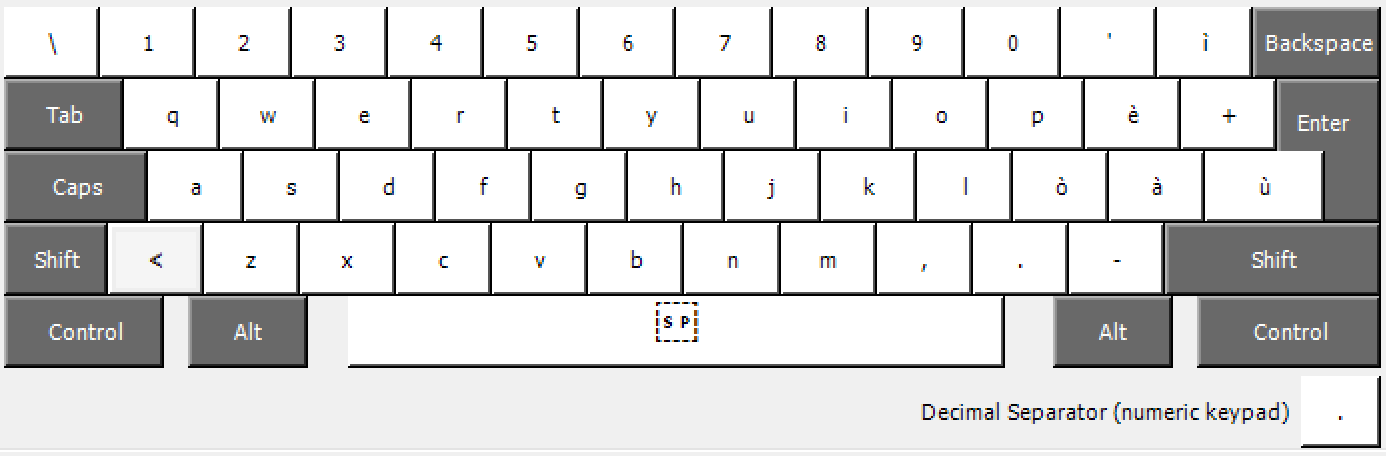 \ 1 2 3 4 5 6 7 8 9 0 ' ì Backspace
Tab q w e r t y u i o p è + Enter
Caps a s d f g h j k l ò à ù
Shift < z x c v b n m , . - Shift
Control Alt SP Alt Control
Decimal Separator (numeric keypad) .